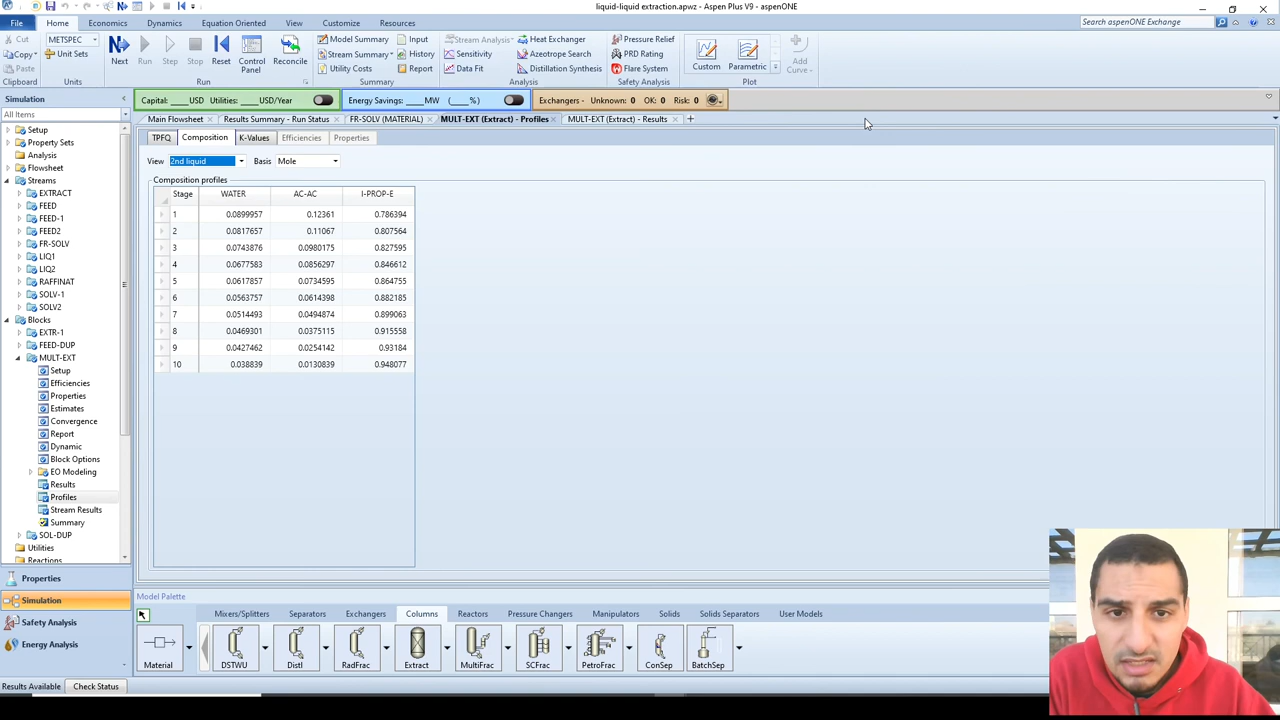 liquid-liquid extraction.apwz - Aspen Plus V9 - aspenONE
File Home Economics Dynamics Equation Oriented View Customize Resources Search aspenONE Exchange
Cut METSPEC Model Summary Input Stream Analysis Heat Exchanger Pressure Relief
Copy Unit Sets Next Run Step Stop Reset Control Panel Reconcile Stream Summary History Sensitivity Azeotrope Search PRD Rating Custom Parametric Add Curve
Paste Utility Costs Report Data Fit Distillation Synthesis Flare System
Clipboard Units Run Summary Analysis Safety Analysis Plot
Simulation Capital: ____ USD Utilities: ____ USD/Year Energy Savings: ____ MW (____ %) Exchangers - Unknown: 0 OK: 0 Risk: 0
All Items Main Flowsheet Results Summary - Run Status FR-SOLV (MATERIAL) MULT-EXT (Extract) - Profiles MULT-EXT (Extract) - Results +
Setup
Property Sets
Analysis
Flowsheet
Streams
EXTRACT
FEED
FEED-1
FEED2
FR-SOLV
LIQ1
LIQ2
RAFFINAT
SOLV-1
SOLV2
Blocks
EXTR-1
FEED-DUP
MULT-EXT
Setup
Efficiencies
Properties
Estimates
Convergence
Report
Dynamic
Block Options
EO Modeling
Results
Profiles
Stream Results
Summary
SOL-DUP
Utilities
Reactions
Properties
Simulation
Safety Analysis
Energy Analysis
TPFQ Composition K-Values Efficiencies Properties
View 2nd liquid Basis Mole
Composition profiles
Stage WATER AC-AC I-PROP-E
1 0.0899957 0.12361 0.786394
2 0.0817657 0.11067 0.807564
3 0.0743876 0.0980175 0.827595
4 0.0677583 0.0856297 0.846612
5 0.0617857 0.0734595 0.864755
6 0.0563757 0.0614398 0.882185
7 0.0514493 0.0494874 0.899063
8 0.0469301 0.0375115 0.915558
9 0.0427462 0.0254142 0.93184
10 0.038839 0.0130839 0.948077
Model Palette
Mixers/Splitters Separators Exchangers Columns Reactors Pressure Changers Manipulators Solids Solids Separators User Models
Material DSTWU Distl RadFrac Extract MultiFrac SCFrac PetroFrac ConSep BatchSep
Results Available Check Status